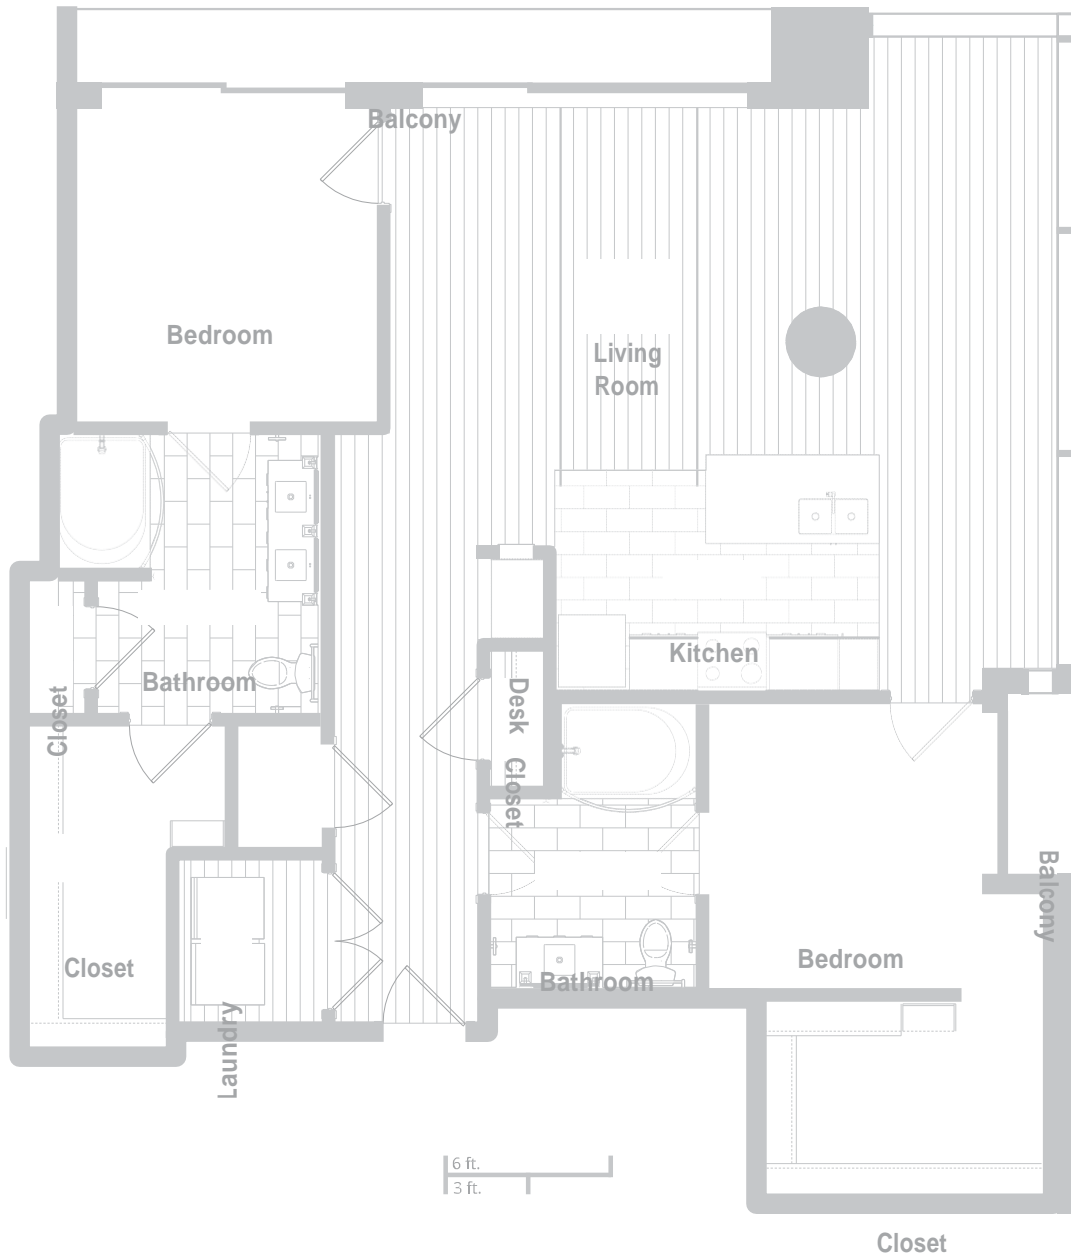 Balcony
Bedroom
Living
Room
Kitchen
Bathroom
Closet
Desk
Closet
Balcony
Bedroom
Closet
Bathroom
Laundry
6 ft.
3 ft.
Closet